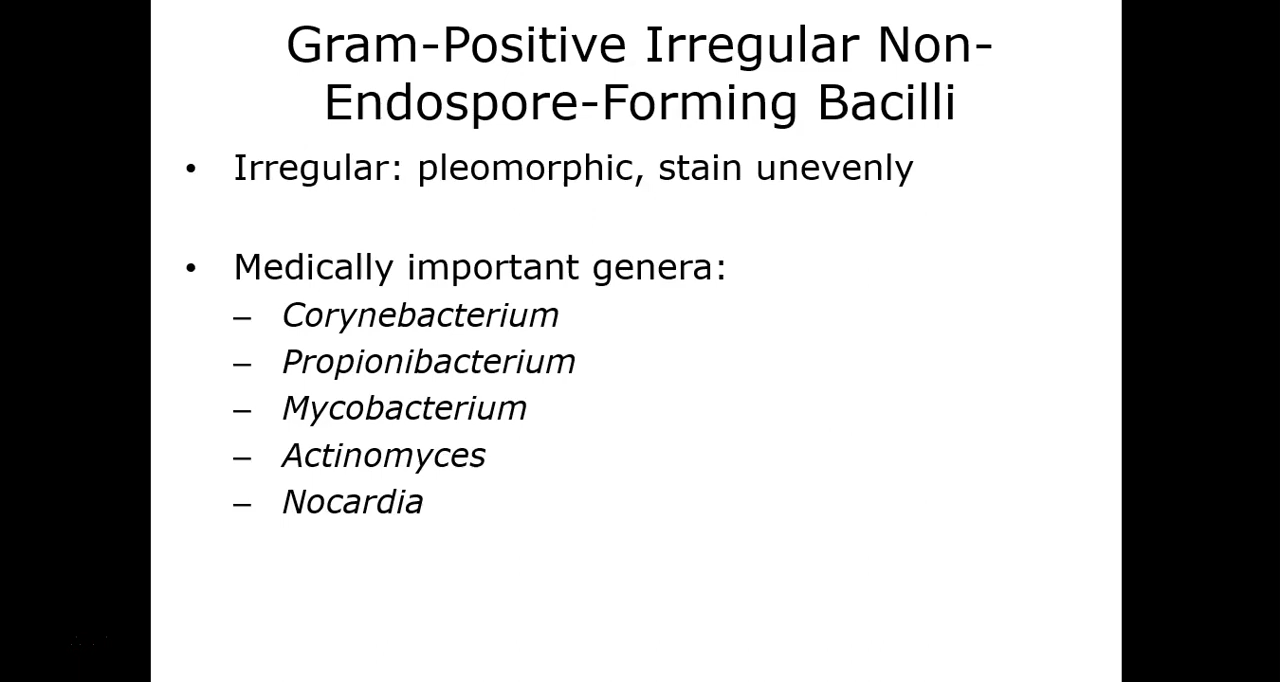 Gram-Positive Irregular Non-
Endospore-Forming Bacilli
• Irregular: pleomorphic, stain unevenly
• Medically important genera:
– Corynebacterium
– Propionibacterium
– Mycobacterium
– Actinomyces
– Nocardia